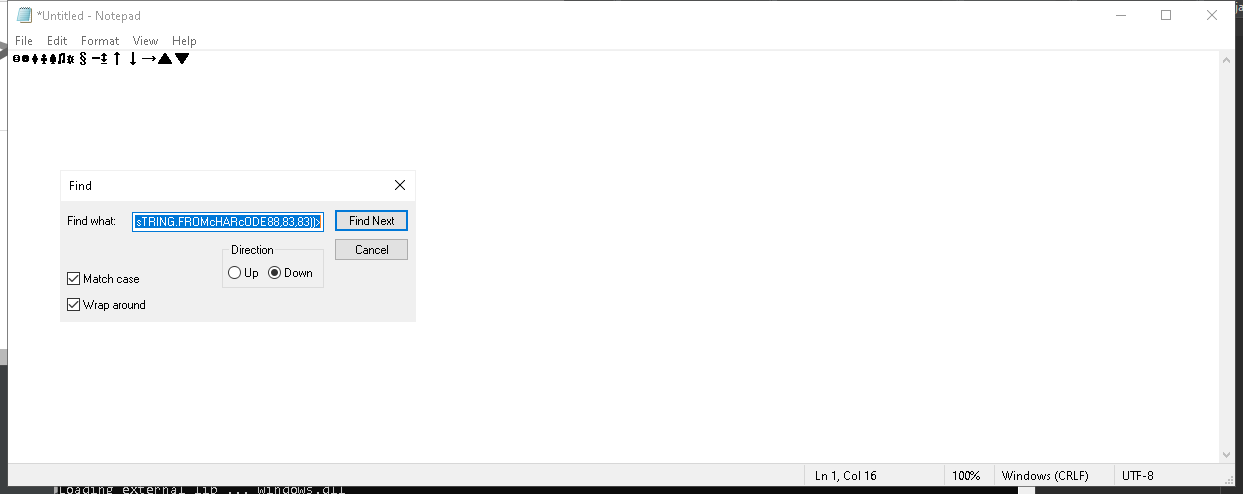 *Untitled - Notepad
File Edit Format View Help
§ –↨↑ ↓ →▲▼
Find
Find what: sTRING.FROMcHARcODE88,83,83))>
Find Next
Direction
Cancel
Up Down
Match case
Wrap around
Ln 1, Col 16 100% Windows (CRLF) UTF-8
Loading external lib ... windows.dll